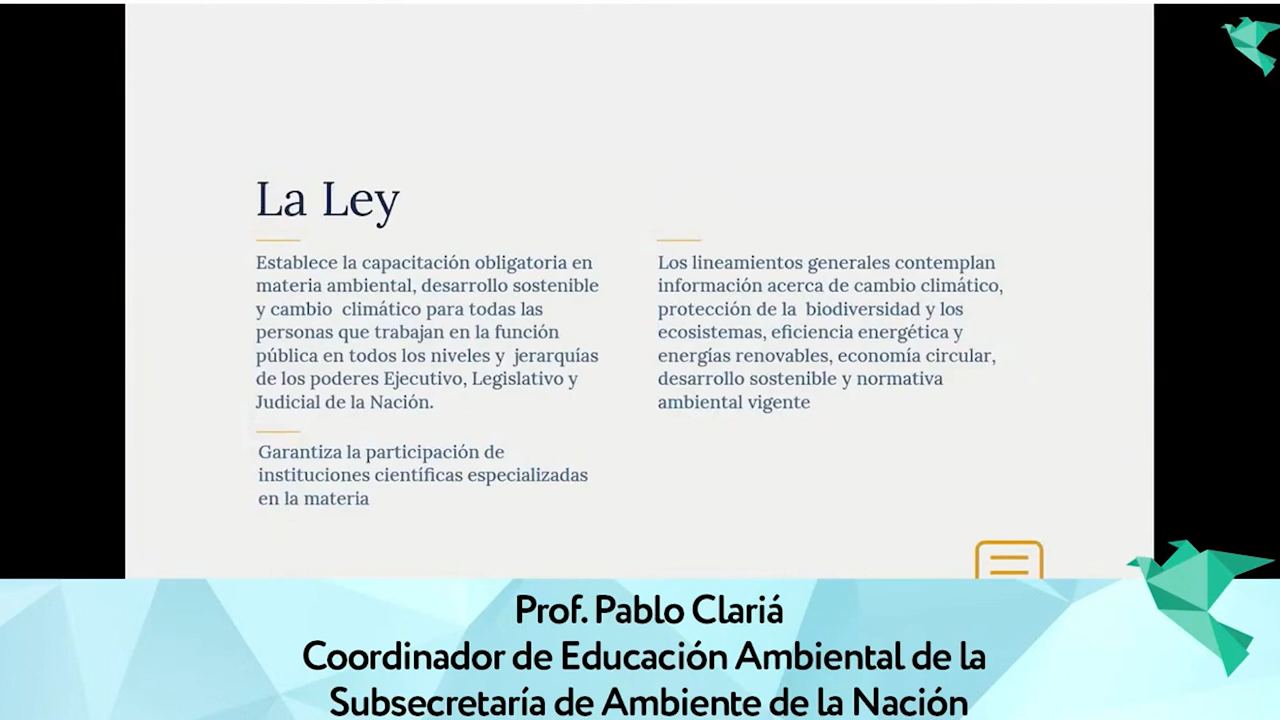 La Ley
Establece la capacitación obligatoria en
materia ambiental, desarrollo sostenible
y cambio climático para todas las
personas que trabajan en la función
pública en todos los niveles y jerarquías
de los poderes Ejecutivo, Legislativo y
Judicial de la Nación.
Garantiza la participación de
instituciones científicas especializadas
en la materia
Los lineamientos generales contemplan
información acerca de cambio climático,
protección de la biodiversidad y los
ecosistemas, eficiencia energética y
energías renovables, economía circular,
desarrollo sostenible y normativa
ambiental vigente
Prof. Pablo Clariá
Coordinador de Educación Ambiental de la
Subsecretaría de Ambiente de la Nación